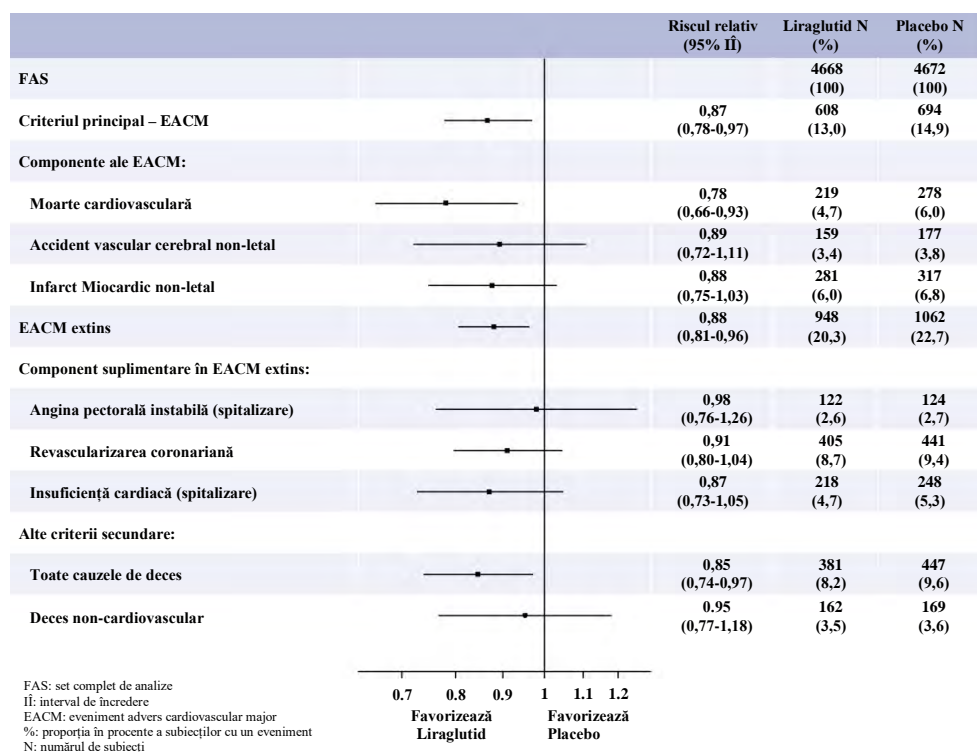 Riscul relativ Liraglutid N Placebo N
(95% IÎ) (%) (%)
FAS 4668 4672
(100) (100)
Criteriul principal – EACM 0,87 608 694
(0,78-0,97) (13,0) (14,9)
Componente ale EACM:
Moarte cardiovasculară 0,78 219 278
(0,66-0,93) (4,7) (6,0)
Accident vascular cerebral non-letal 0,89 159 177
(0,72-1,11) (3,4) (3,8)
Infarct Miocardic non-letal 0,88 281 317
(0,75-1,03) (6,0) (6,8)
EACM extins 0,88 948 1062
(0,81-0,96) (20,3) (22,7)
Component suplimentare în EACM extins:
Angina pectorală instabilă (spitalizare) 0,98 122 124
(0,76-1,26) (2,6) (2,7)
Revascularizarea coronariană 0,91 405 441
(0,80-1,04) (8,7) (9,4)
Insuficiență cardiacă (spitalizare) 0,87 218 248
(0,73-1,05) (4,7) (5,3)
Alte criterii secundare:
Toate cauzele de deces 0,85 381 447
(0,74-0,97) (8,2) (9,6)
Deces non-cardiovascular 0.95 162 169
(0,77-1,18) (3,5) (3,6)
0.7 0.8 0.9 1 1.1 1.2
Favorizează Favorizează
Liraglutid Placebo
FAS: set complet de analize
IÎ: interval de încredere
EACM: eveniment advers cardiovascular major
%: proporția în procente a subiecților cu un eveniment
N: numărul de subiecți